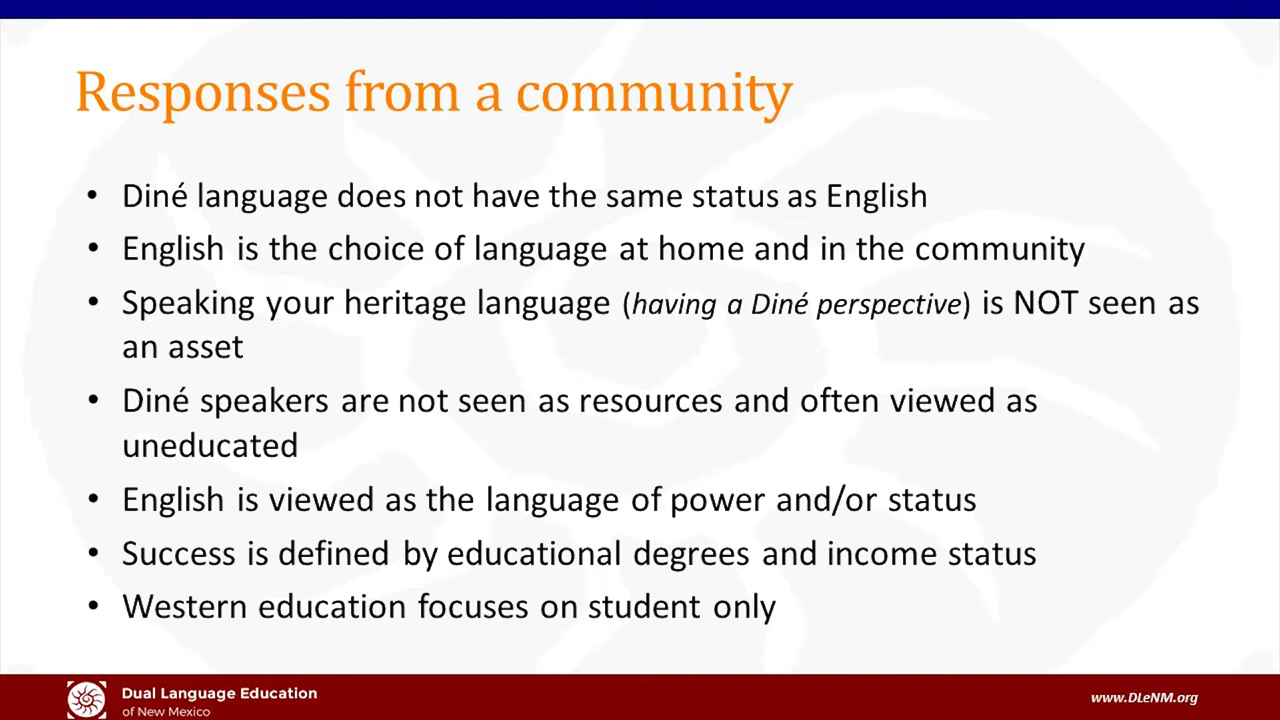 Responses from a community
• Diné language does not have the same status as English
• English is the choice of language at home and in the community
• Speaking your heritage language (having a Diné perspective) is NOT seen as
an asset
• Diné speakers are not seen as resources and often viewed as
uneducated
• English is viewed as the language of power and/or status
• Success is defined by educational degrees and income status
• Western education focuses on student only
Dual Language Education
of New Mexico
www.DLeNM.org